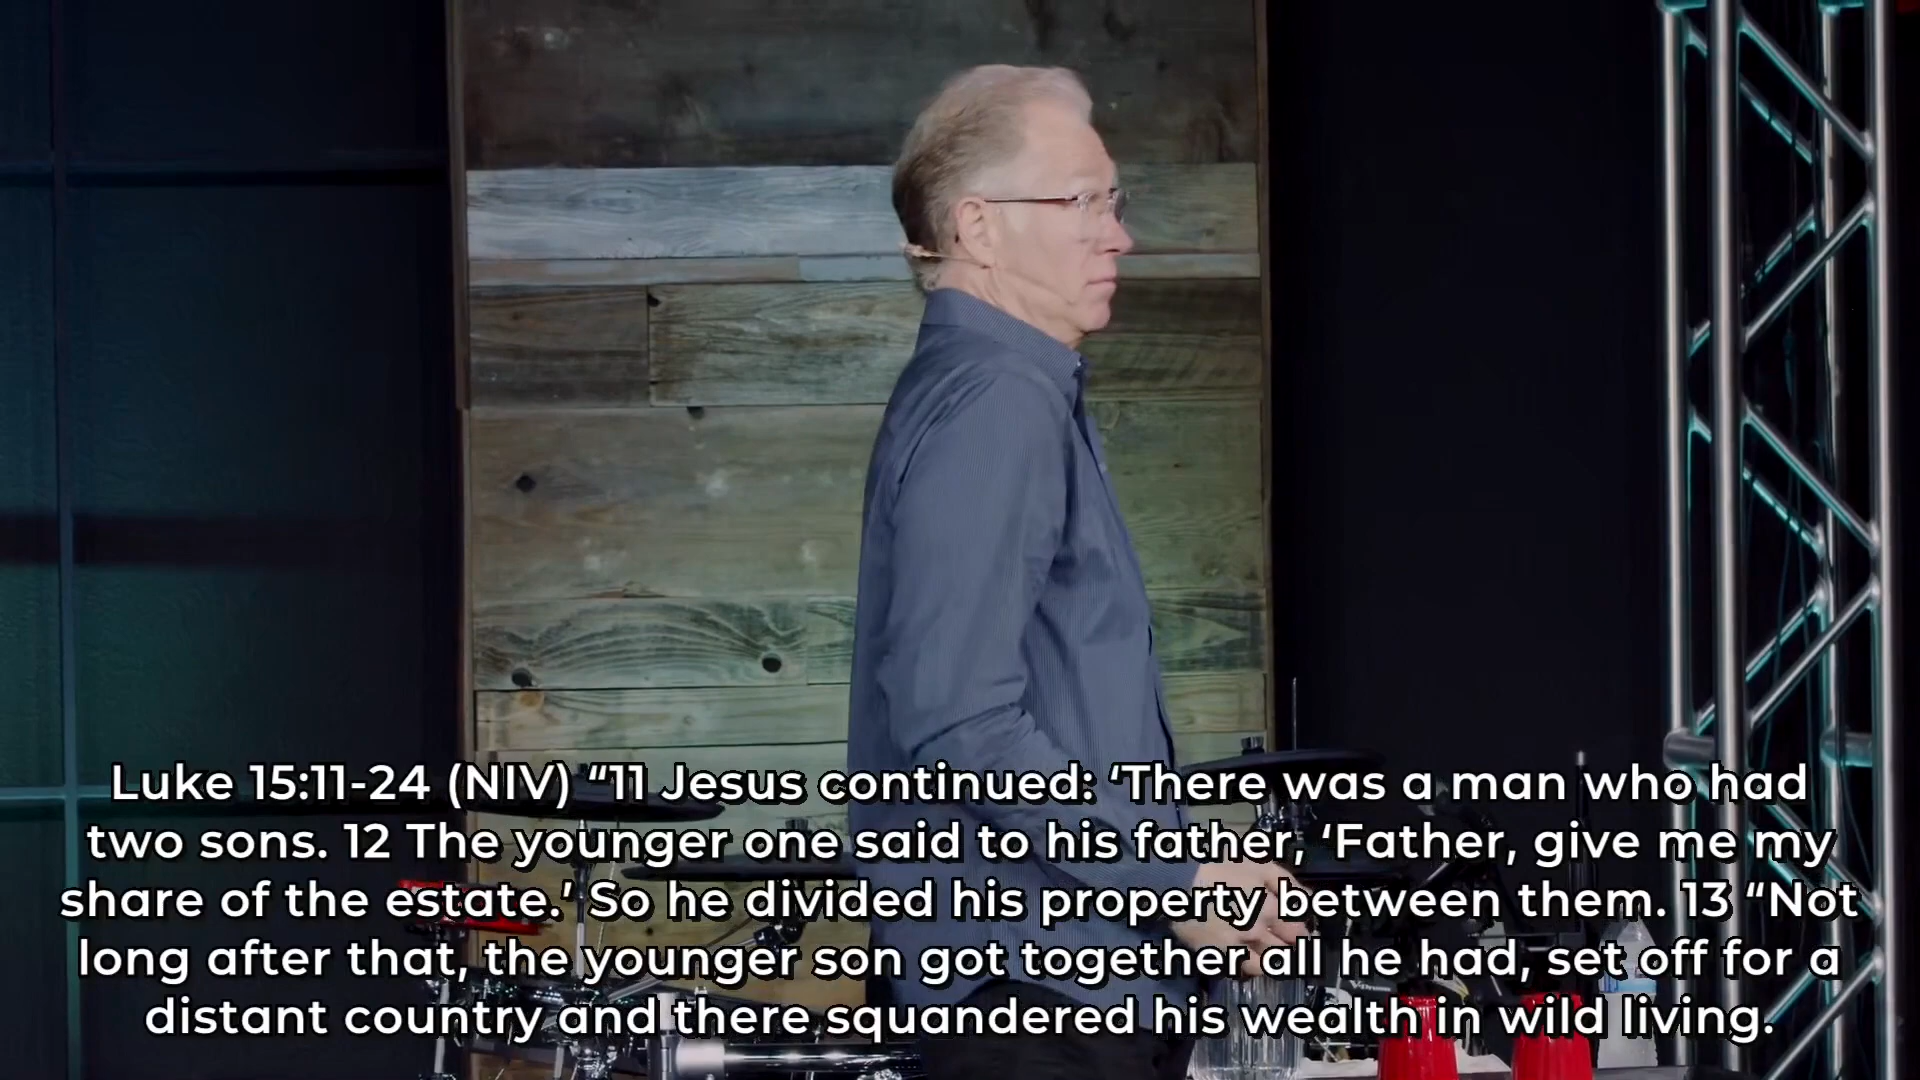 Luke 15:11-24 (NIV) “11 Jesus continued: ‘There was a man who had
two sons. 12 The younger one said to his father, ‘Father, give me my
share of the estate.’ So he divided his property between them. 13 “Not
long after that, the younger son got together all he had, set off for a
distant country and there squandered his wealth in wild living.
V-Drums